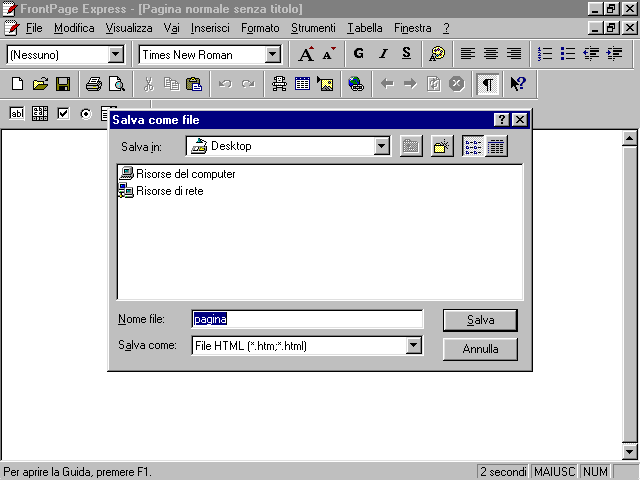 FrontPage Express - [Pagina normale senza titolo]
File Modifica Visualizza Vai Inserisci Formato Strumenti Tabella Finestra ?
(Nessuno) Times New Roman A A G I S
abl
Salva come file
Salva in: Desktop
Risorse del computer
Risorse di rete
Nome file: pagina Salva
Salva come: File HTML (*.htm;*.html) Annulla
Per aprire la Guida, premere F1. 2 secondi MAIUSC NUM